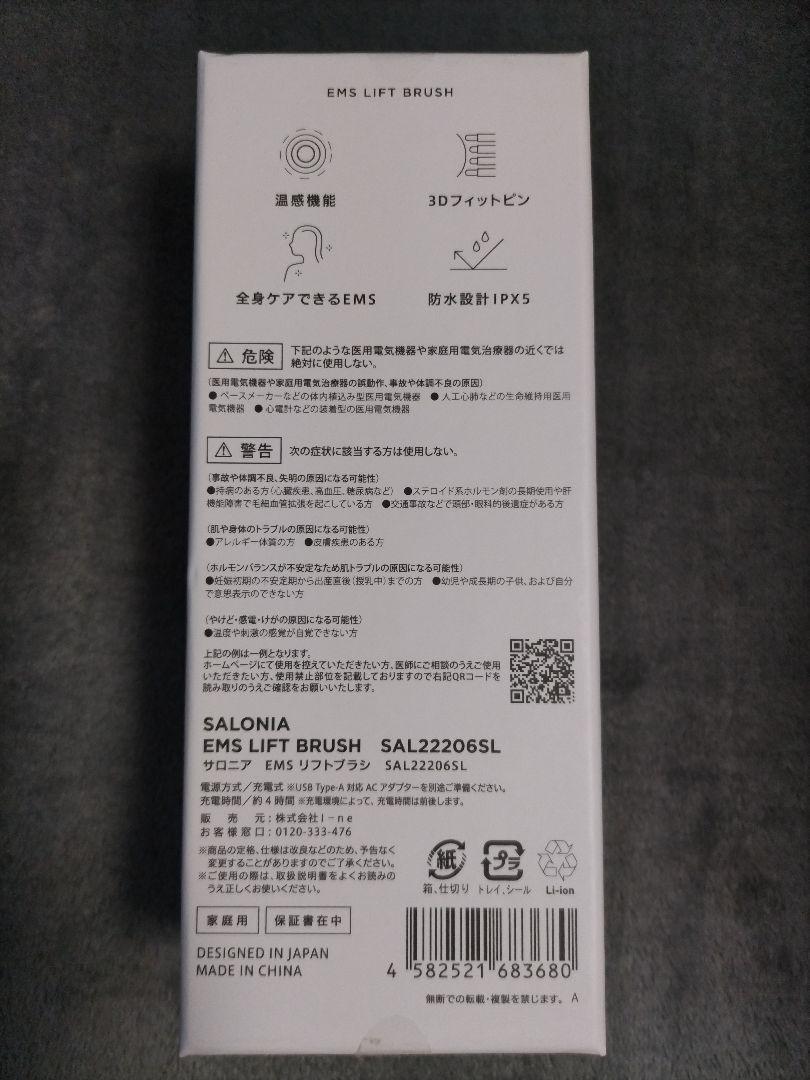 EMS LIFT BRUSH
温感機能
3Dフィットピン
全身ケアできるEMS
防水設計IPX5
⚠ 危険
下記のような医用電気機器や家庭用電気治療器の近くでは
絶対に使用しない。
(医用電気機器や家庭用電気治療器の誤動作、事故や体調不良の原因)
●ペースメーカーなどの体内植込み型医用電気機器 ●人工心肺などの生命維持用医用
電気機器 ●心電計などの装着型の医用電気機器
⚠ 警告
次の症状に該当する方は使用しない。
(事故や体調不良、失明の原因になる可能性)
●持病のある方(心臓疾患、高血圧、糖尿病など) ●ステロイド系ホルモン剤の長期使用や肝
機能障害で毛細血管拡張を起こしている方 ●交通事故などで頭部・眼科的後遺症がある方
(肌や身体のトラブルの原因になる可能性)
●アレルギー体質の方 ●皮膚疾患のある方
(ホルモンバランスが不安定なため肌トラブルの原因になる可能性)
●妊娠初期の不安定期から出産直後(授乳中)までの方 ●幼児や成長期の子供、および自分
で意思表示のできない方
(やけど・感電・けがの原因になる可能性)
●温度や刺激の感覚が自覚できない方
上記の例は一例となります。
ホームページにて使用を控えていただきたい方、医師にご相談のうえご使用
いただきたい方、使用禁止部位を記載しておりますので右記QRコードを
読み取りのうえご確認をお願いいたします。
SALONIA
EMS LIFT BRUSH SAL22206SL
サロニア EMS リフトブラシ SAL22206SL
電源方式/充電式 ※USB Type-A 対応 AC アダプターを別途ご準備ください。
充電時間/約4時間 ※充電環境によって、充電時間は前後します。
販売元:株式会社I-ne
お客様窓口:0120-333-476
※商品の定格、仕様は改良などのため、予告なく
変更することがありますのでご了承ください。
※ご使用の際は、取扱説明書をよくお読みの
うえ正しくお使いください。
紙
箱、仕切り
プラ
トレイ、シール
Li-ion
家庭用
保証書在中
DESIGNED IN JAPAN
MADE IN CHINA
4 582521 683680
無断での転載・複製を禁じます。 A